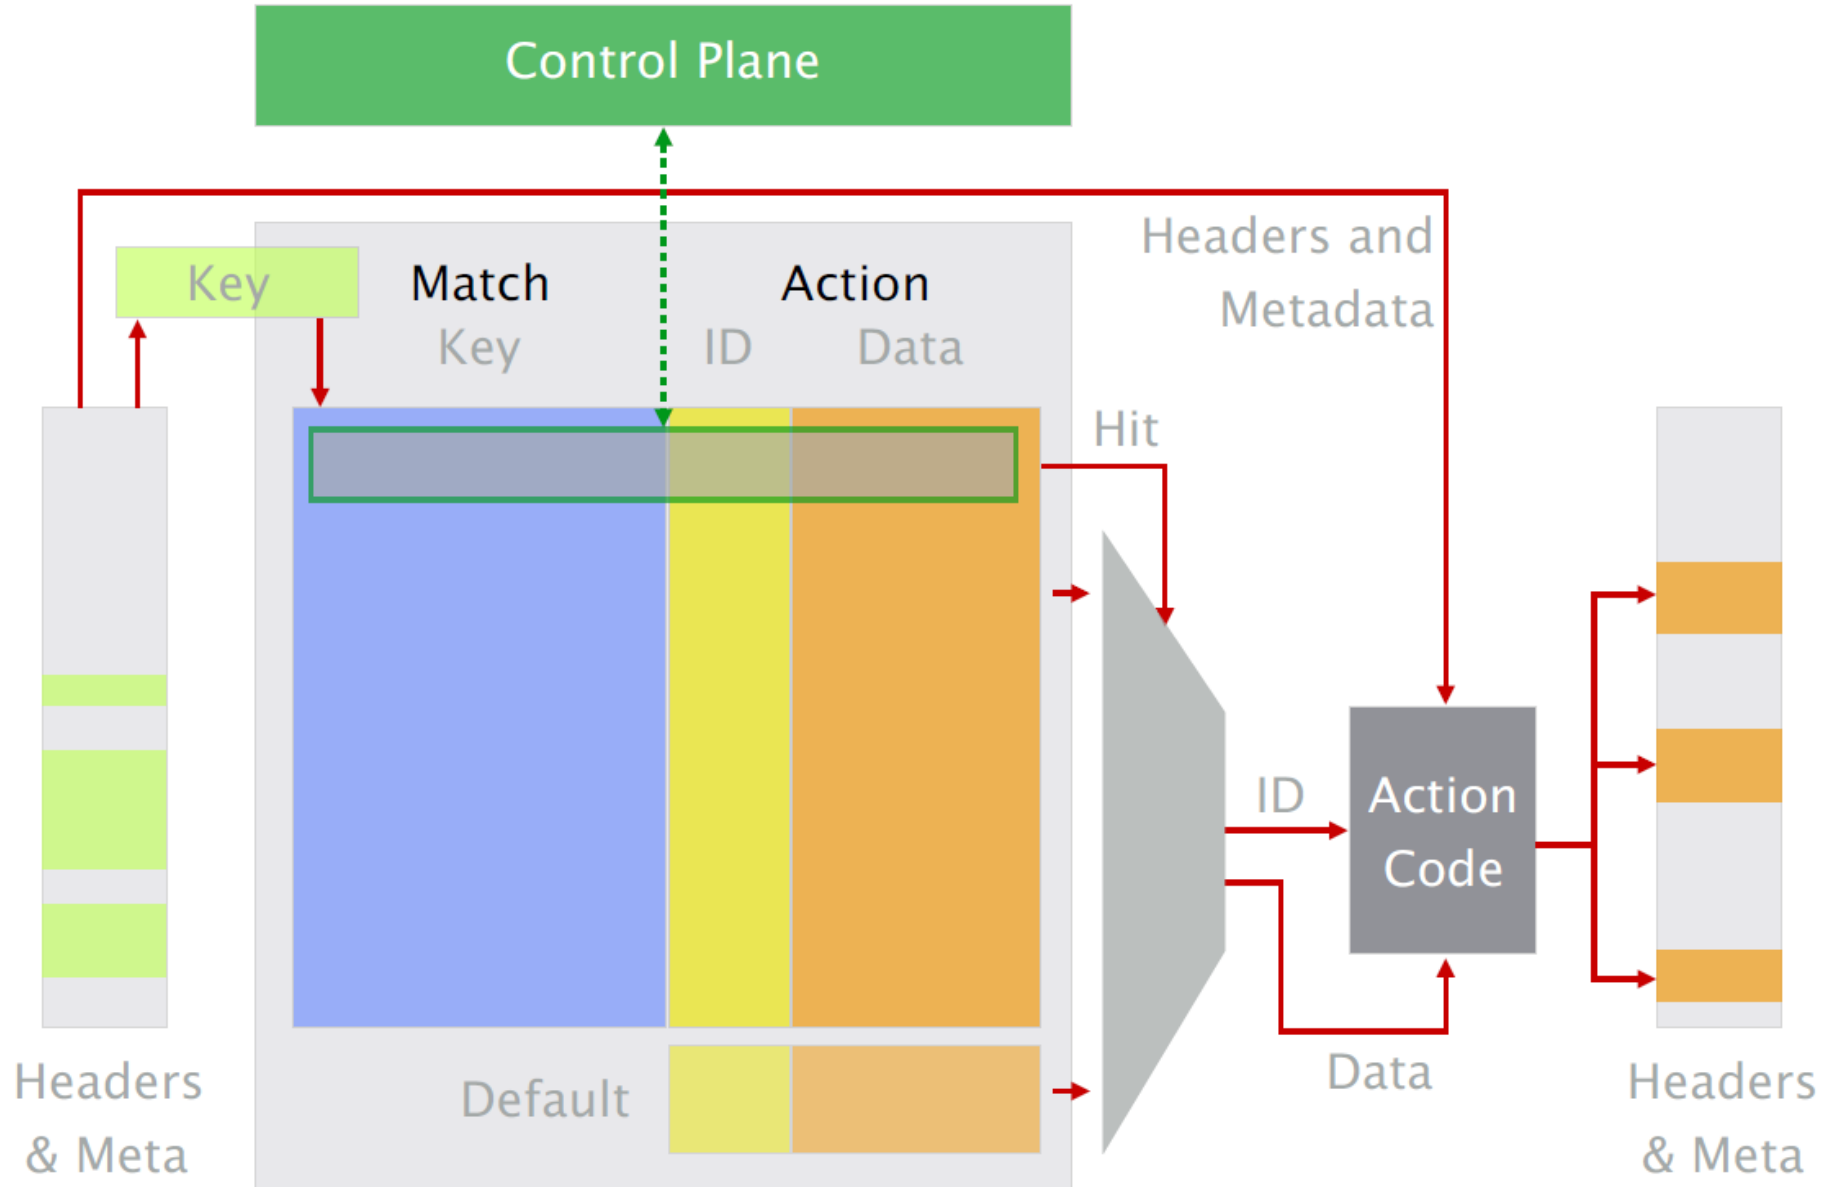 Control Plane
Headers and
Metadata
Key
Match
Action
Key
ID
Data
Hit
ID
Action
Code
Data
Default
Headers
& Meta
Headers
& Meta